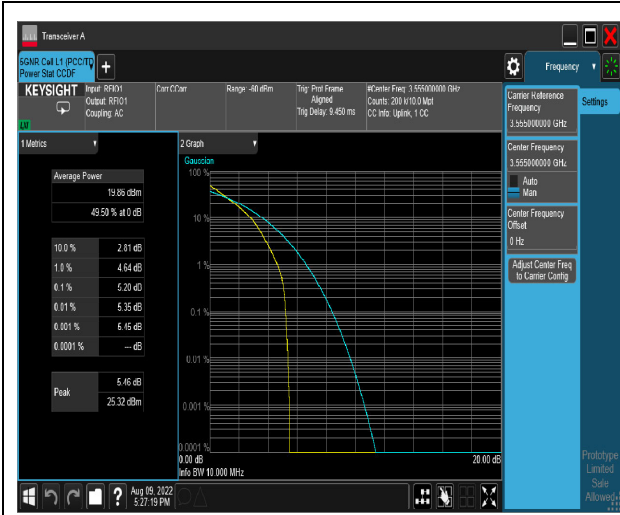 Transceiver A
5GNR Cell L1 (PCC/TD
Power Stat CCDF
Frequency
KEYSIGHT
Input: RFIO1
Output: RFIO1
Coupling: AC
Corr CCorr
Range: -60 dBm
Trig: Prot Frame
Aligned
Trig Delay: 9.450 ms
#Center Freq: 3.555000000 GHz
Counts: 200 k/10.0 Mpt
CC Info: Uplink, 1 CC
1 Metrics
Average Power
19.86 dBm
49.50 % at 0 dB
10.0 % 2.81 dB
1.0 % 4.64 dB
0.1 % 5.20 dB
0.01 % 5.35 dB
0.001 % 5.45 dB
0.0001 % --- dB
Peak
5.46 dB
25.32 dBm
2 Graph
Gaussian
100 %
10 %
1 %
0.1 %
0.01 %
0.001 %
0.0001 %
0.00 dB
20.00 dB
Info BW 10.000 MHz
Carrier Reference
Frequency
3.555000000 GHz
Settings
Center Frequency
3.555000000 GHz
Auto
Man
Center Frequency
Offset
0 Hz
Adjust Center Freq
to Carrier Config
Prototype
Limited
Sale
Allowed
Aug 09, 2022
5:27:19 PM